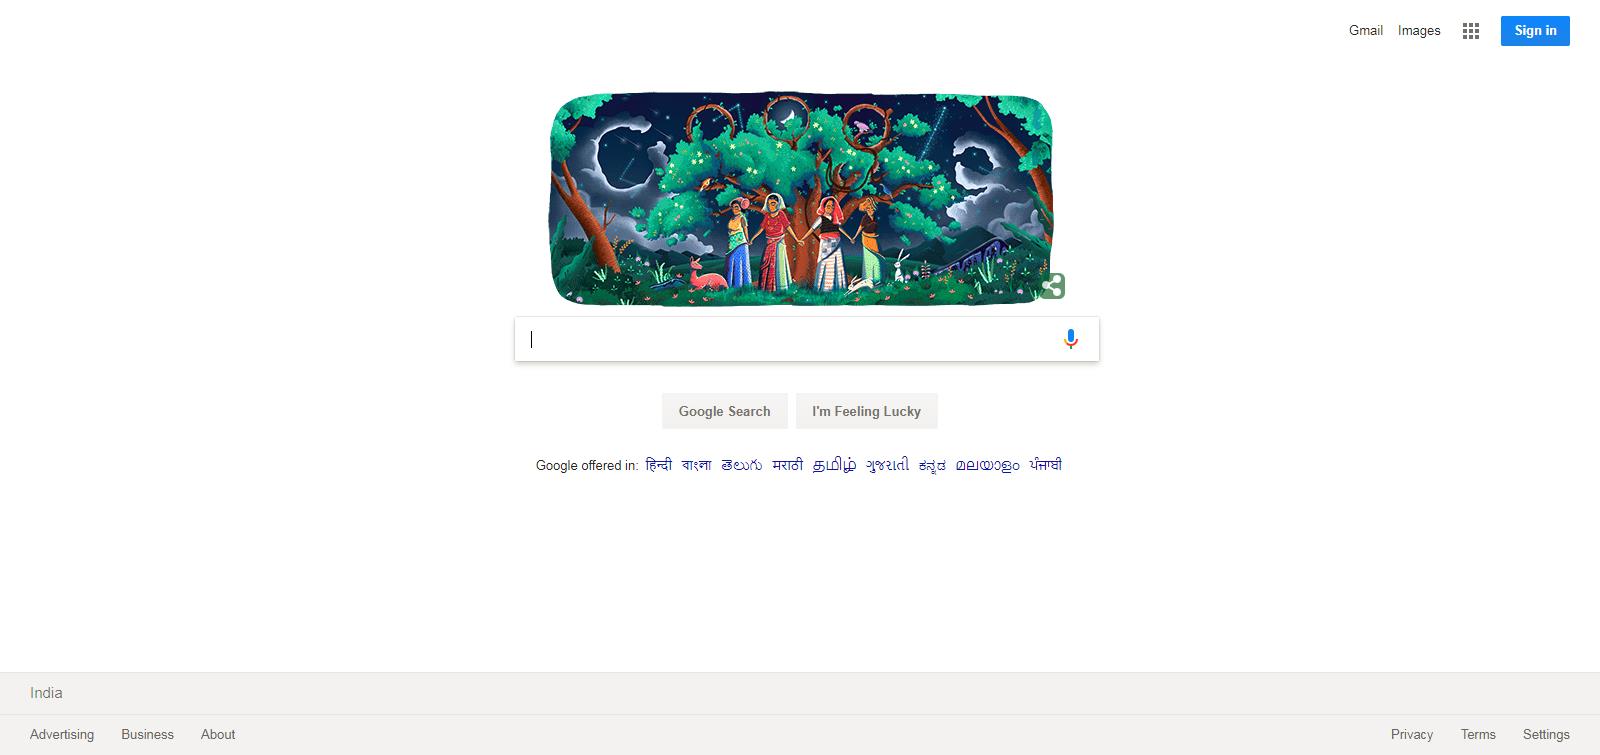 Gmail Images Sign in
Google Search I'm Feeling Lucky
Google offered in: हिन्दी বাংলা తెలుగు मराठी தமிழ் ગુજરાતી ಕನ್ನಡ മലയാളം ਪੰਜਾਬੀ
India
Advertising Business About Privacy Terms Settings